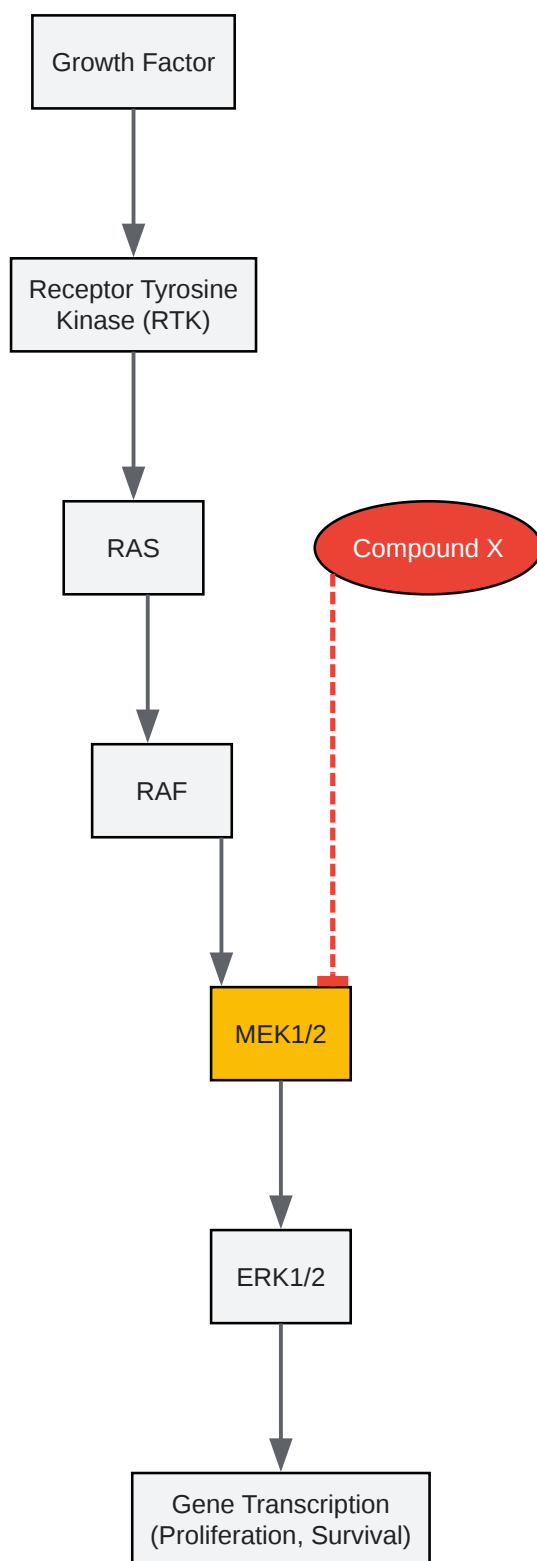 Growth Factor
Receptor Tyrosine
Kinase (RTK)
RAS
Compound X
RAF
MEK1/2
ERK1/2
Gene Transcription
(Proliferation, Survival)